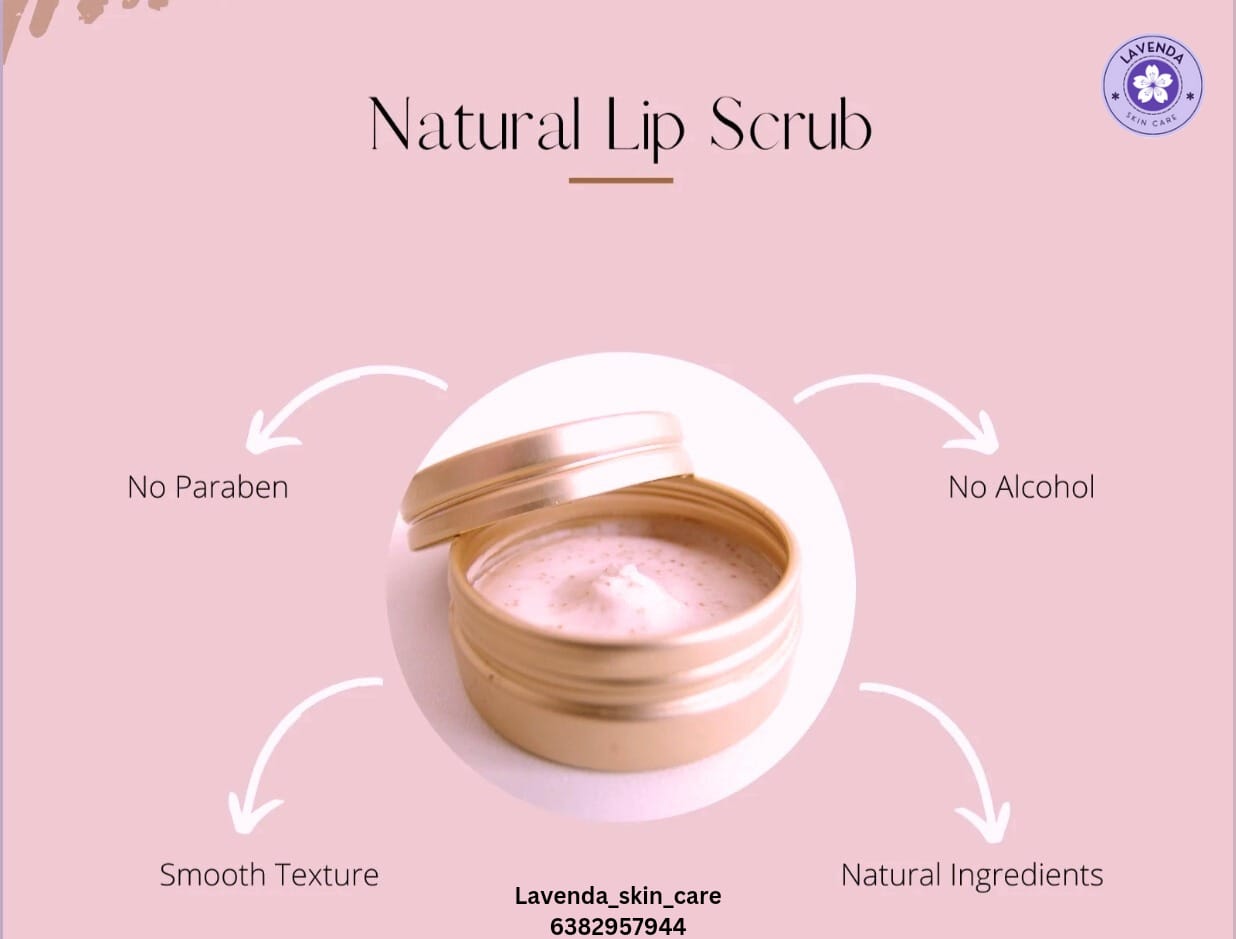 LAVENDA
SKIN CARE
Natural Lip Scrub
No Paraben
No Alcohol
Smooth Texture
Natural Ingredients
Lavenda_skin_care
6382957944